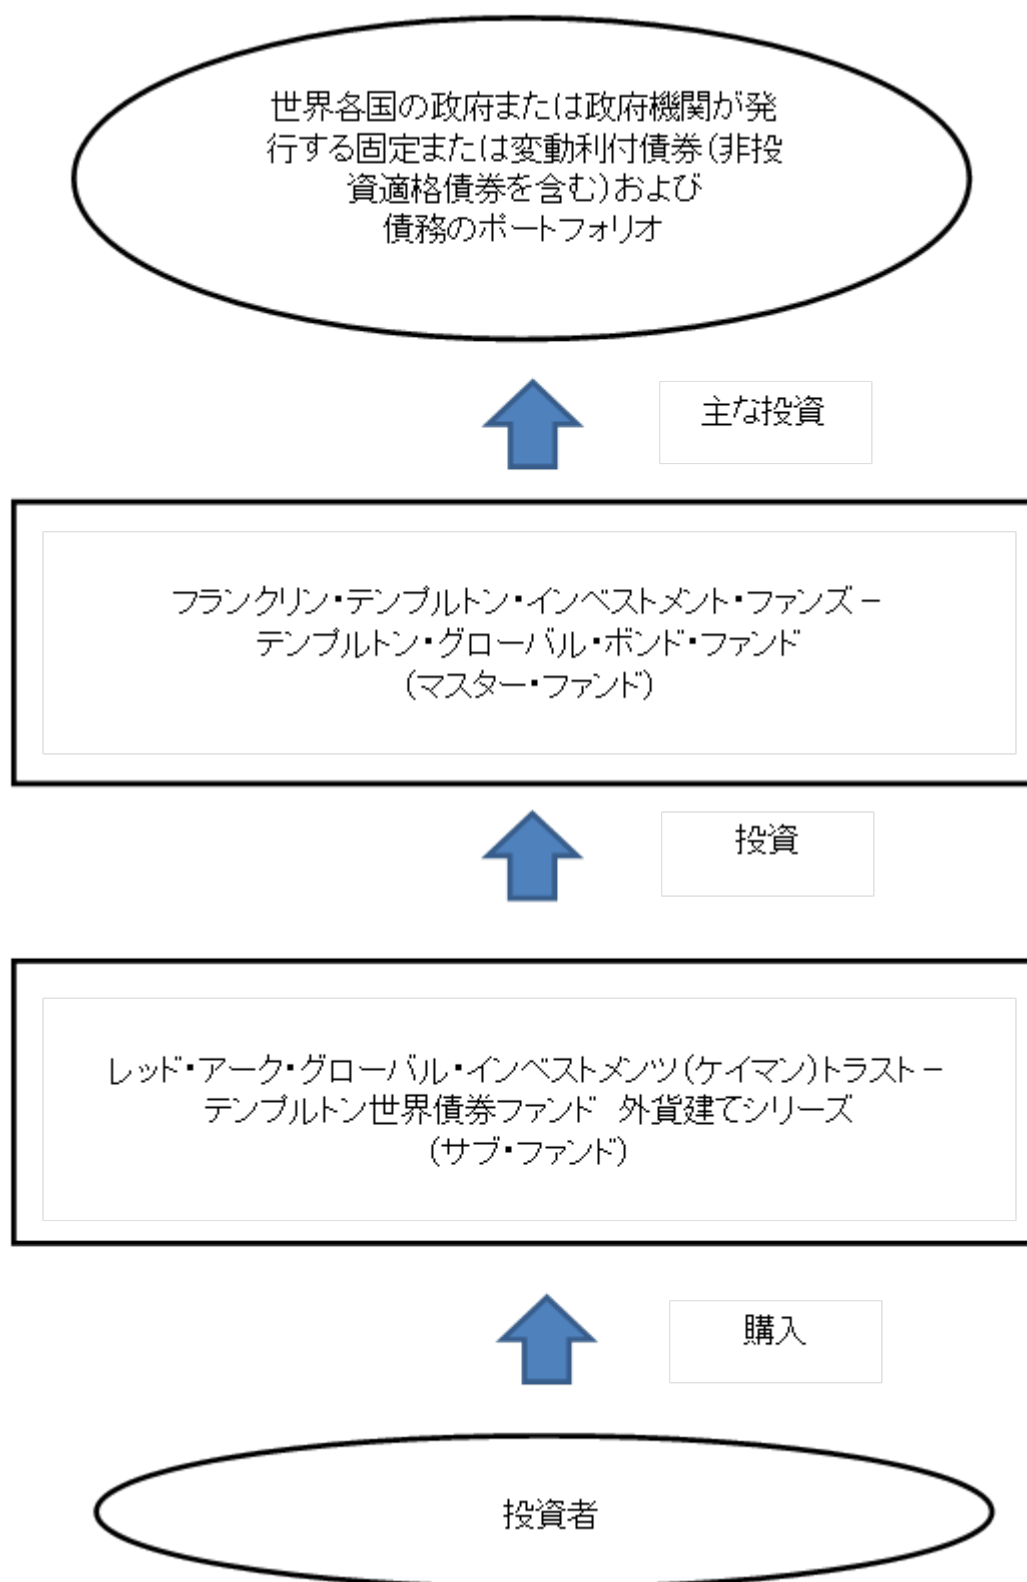 世界各国の政府または政府機関が発
行する固定または変動利付債券(非投
資適格債券を含む)および
債務のポートフォリオ
主な投資
フランクリン・テンプルトン・インベストメント・ファンズ－
テンプルトン・グローバル・ボンド・ファンド
(マスター・ファンド)
投資
レッド・アーク・グローバル・インベストメンツ(ケイマン)トラスト－
テンプルトン世界債券ファンド　外貨建てシリーズ
(サブ・ファンド)
購入
投資者